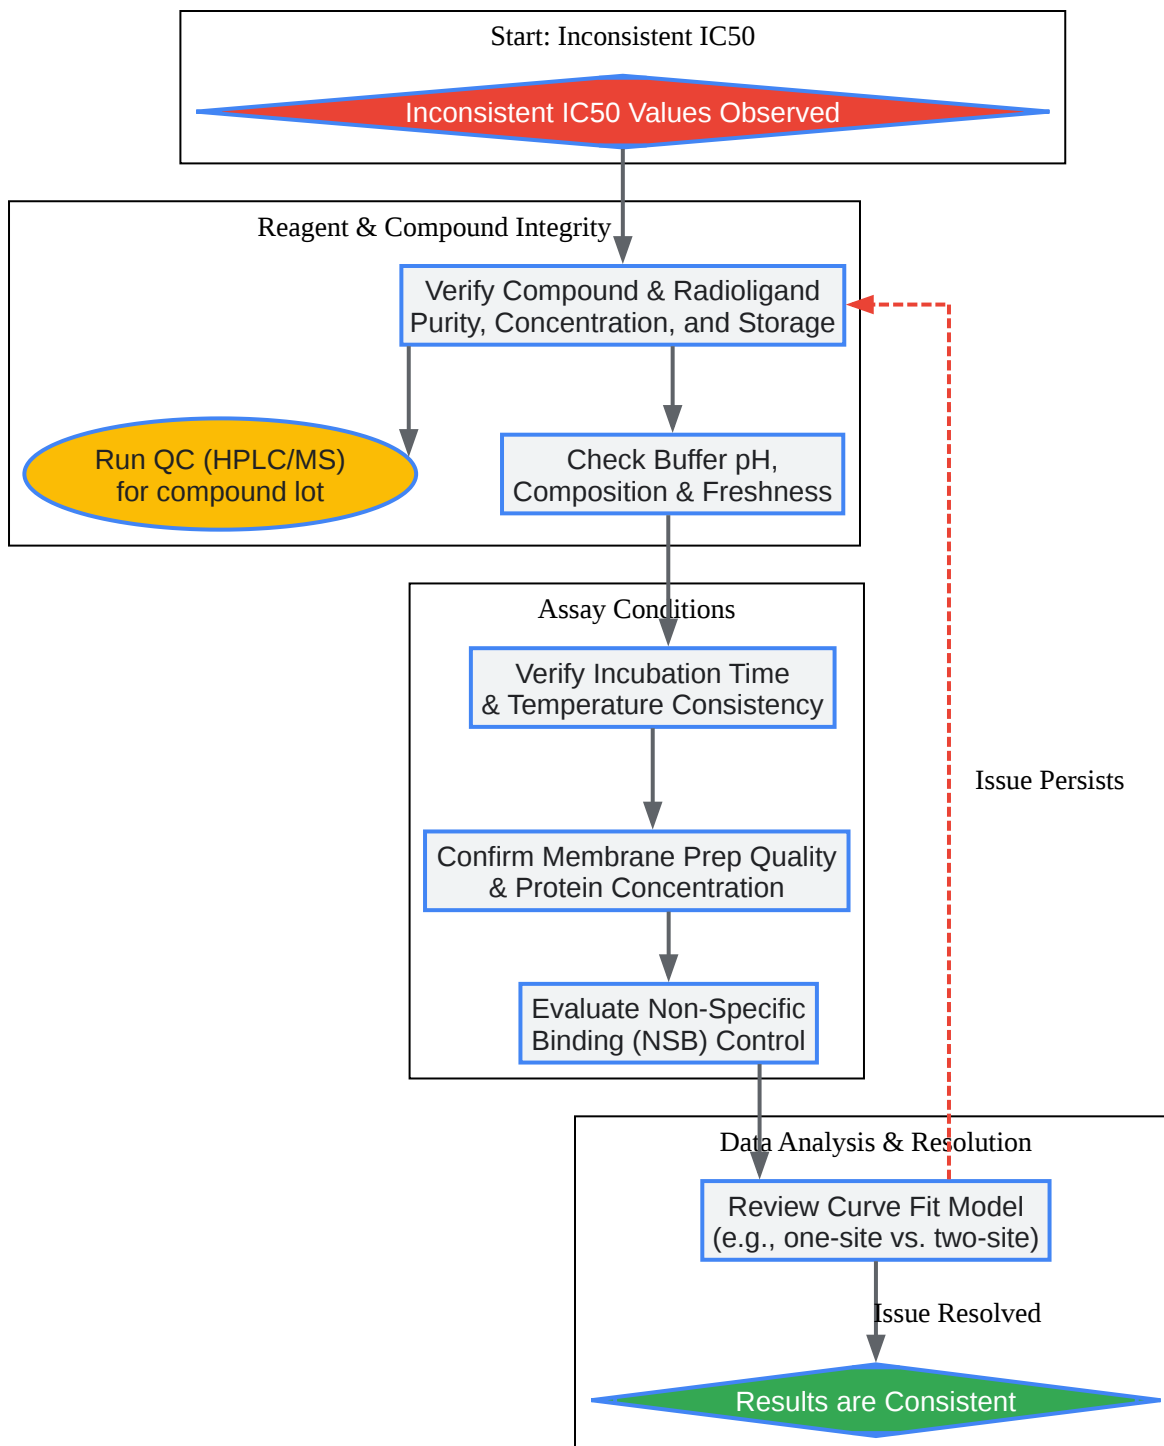 Start: Inconsistent IC50
Inconsistent IC50 Values Observed
Reagent & Compound Integrity
Verify Compound & Radioligand
Purity, Concentration, and Storage
Run QC (HPLC/MS)
for compound lot
Check Buffer pH,
Composition & Freshness
Assay Conditions
Verify Incubation Time
& Temperature Consistency
Issue Persists
Confirm Membrane Prep Quality
& Protein Concentration
Evaluate Non-Specific
Binding (NSB) Control
Data Analysis & Resolution
Review Curve Fit Model
(e.g., one-site vs. two-site)
Issue Resolved
Results are Consistent